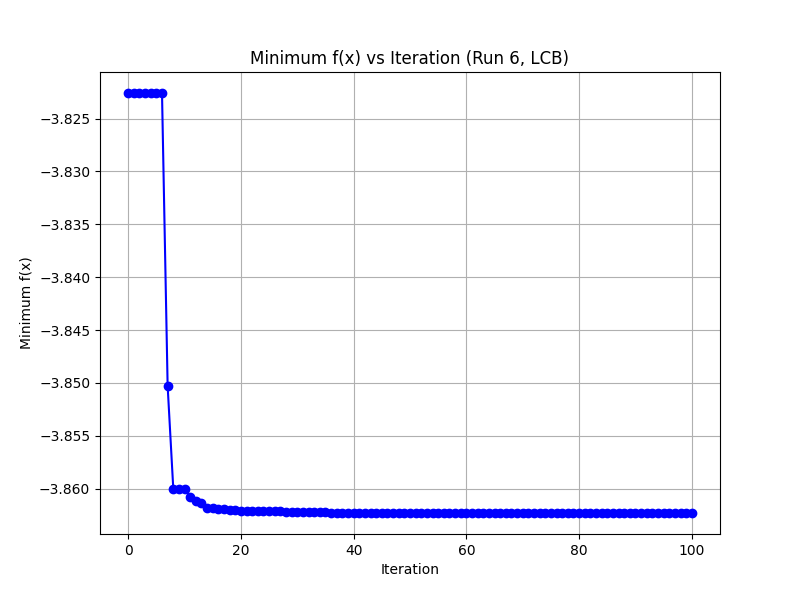 Minimum f(x) vs Iteration (Run 6, LCB)
Minimum f(x)
−3.825
−3.830
−3.835
−3.840
−3.845
−3.850
−3.855
−3.860
0 20 40 60 80 100
Iteration